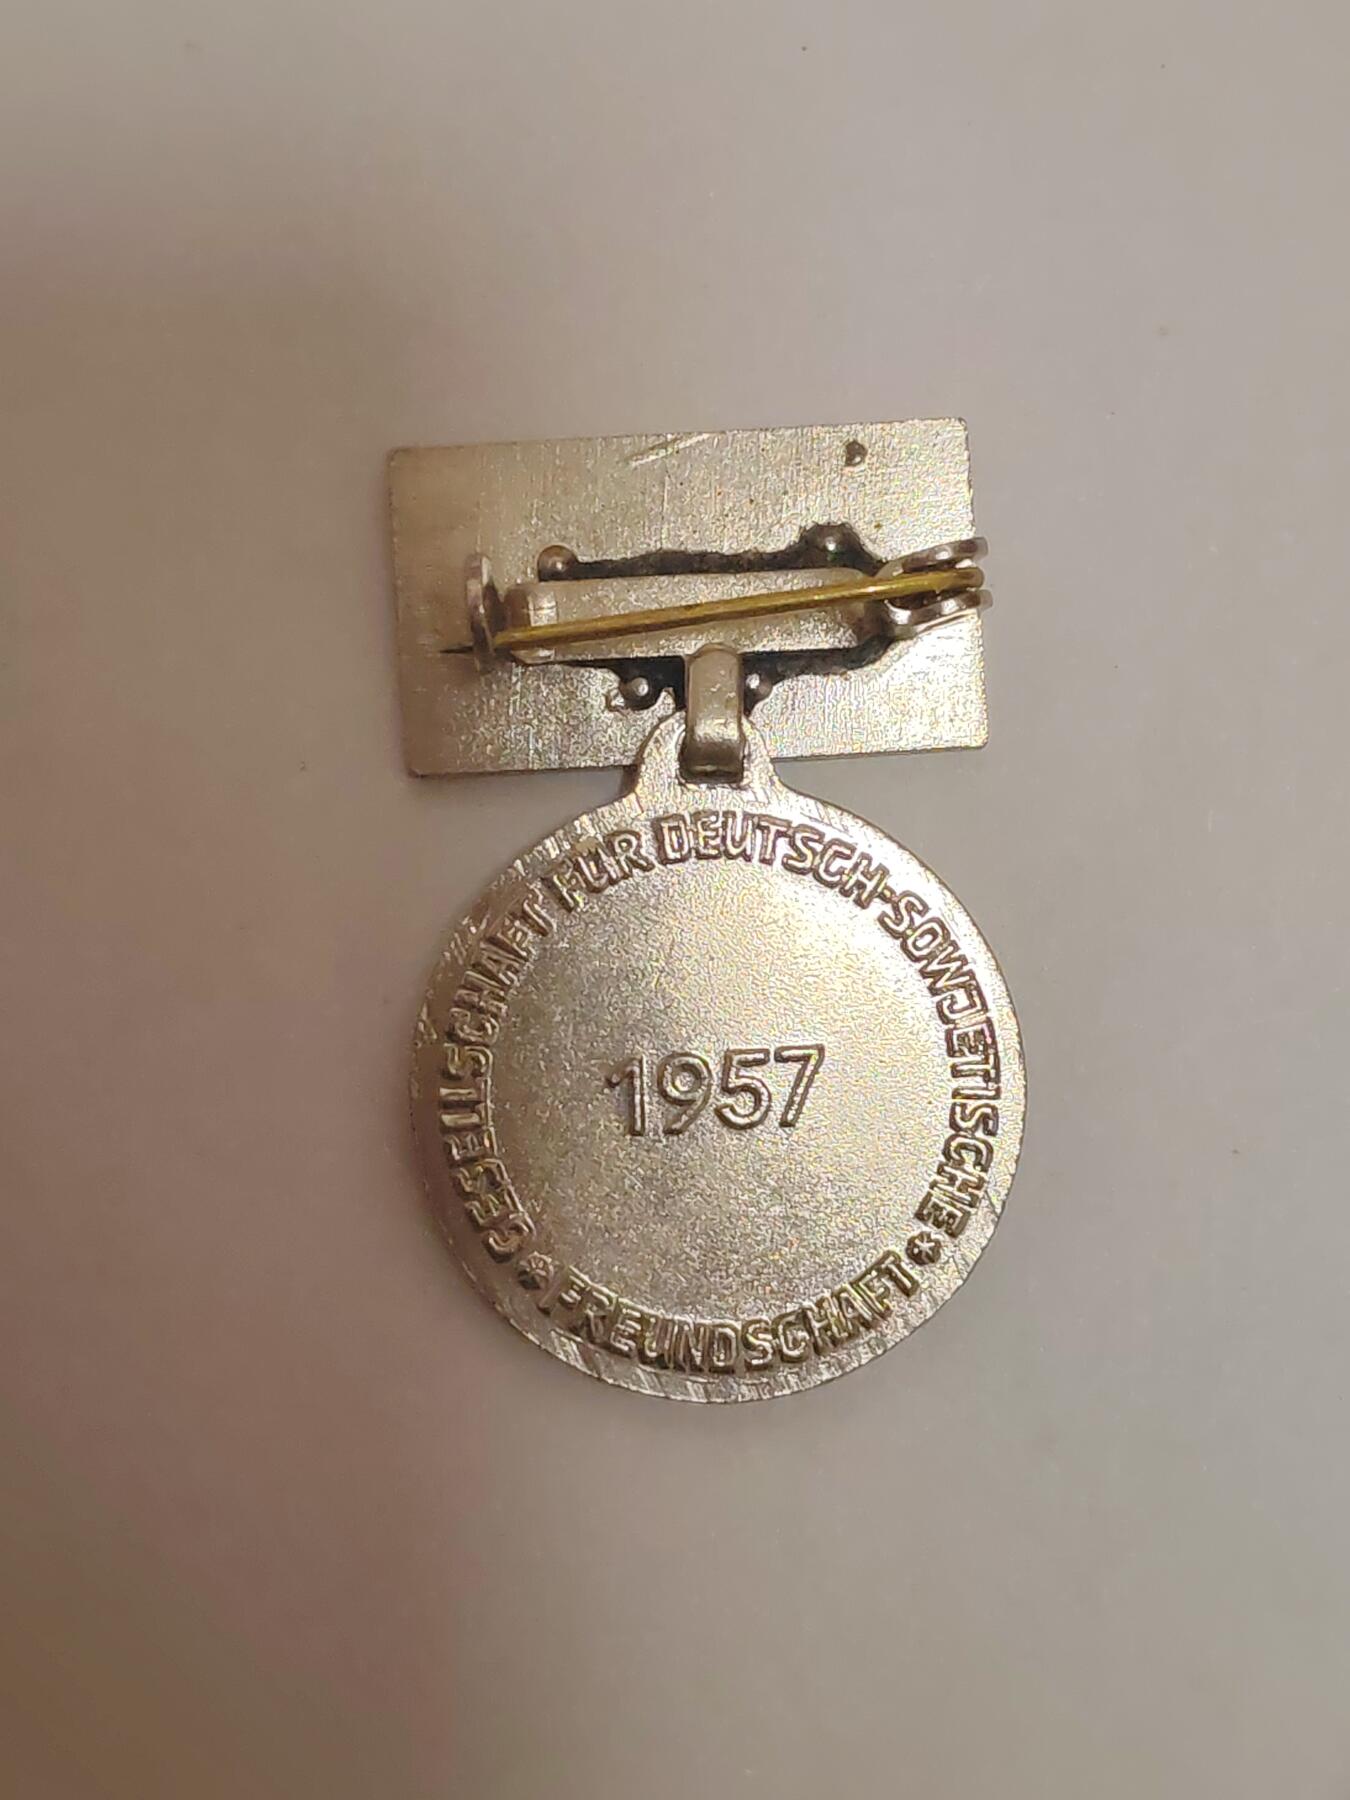 GESELLSCHAFT FÜR DEUTSCH-SOWJETISCHE
* FREUNDSCHAFT *
1957